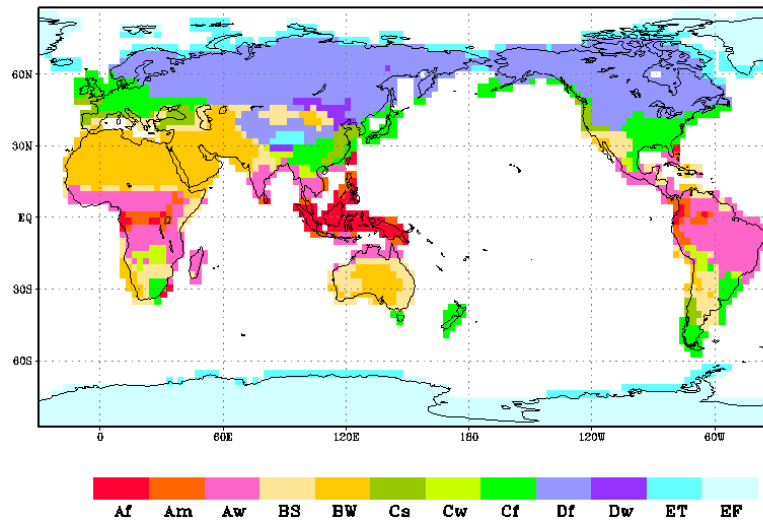 60N
30N
EQ
30S
60S
0 60E 120E 180 120W 60W
Af Am Aw BS BW Cs Cw Cf Df Dw ET EF